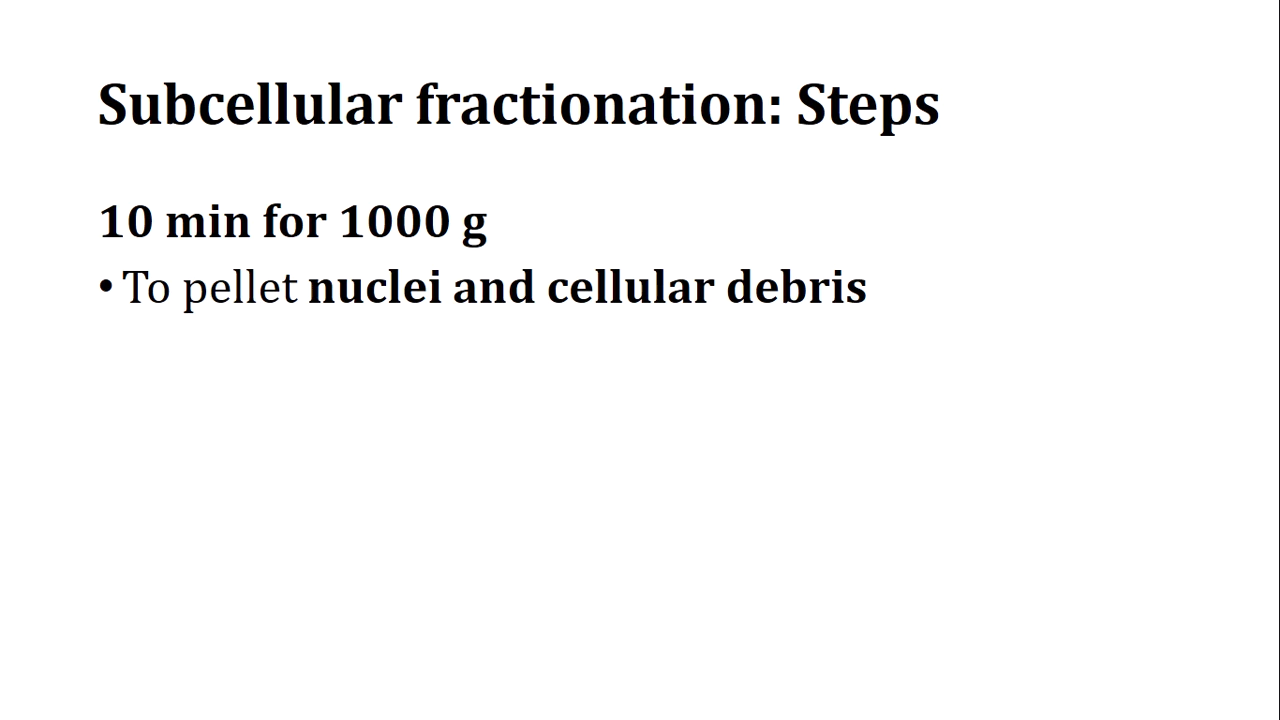 Subcellular fractionation: Steps
10 min for 1000 g
• To pellet nuclei and cellular debris